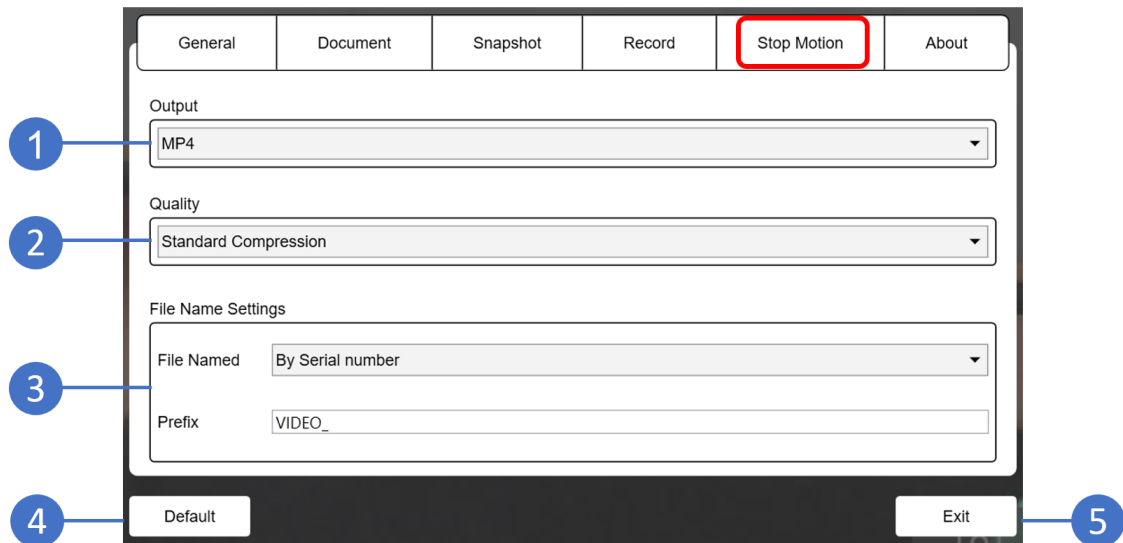 General Document Snapshot Record Stop Motion About
Output
1 MP4
Quality
2 Standard Compression
File Name Settings
File Named By Serial number
3
Prefix VIDEO_
4 Default Exit 5